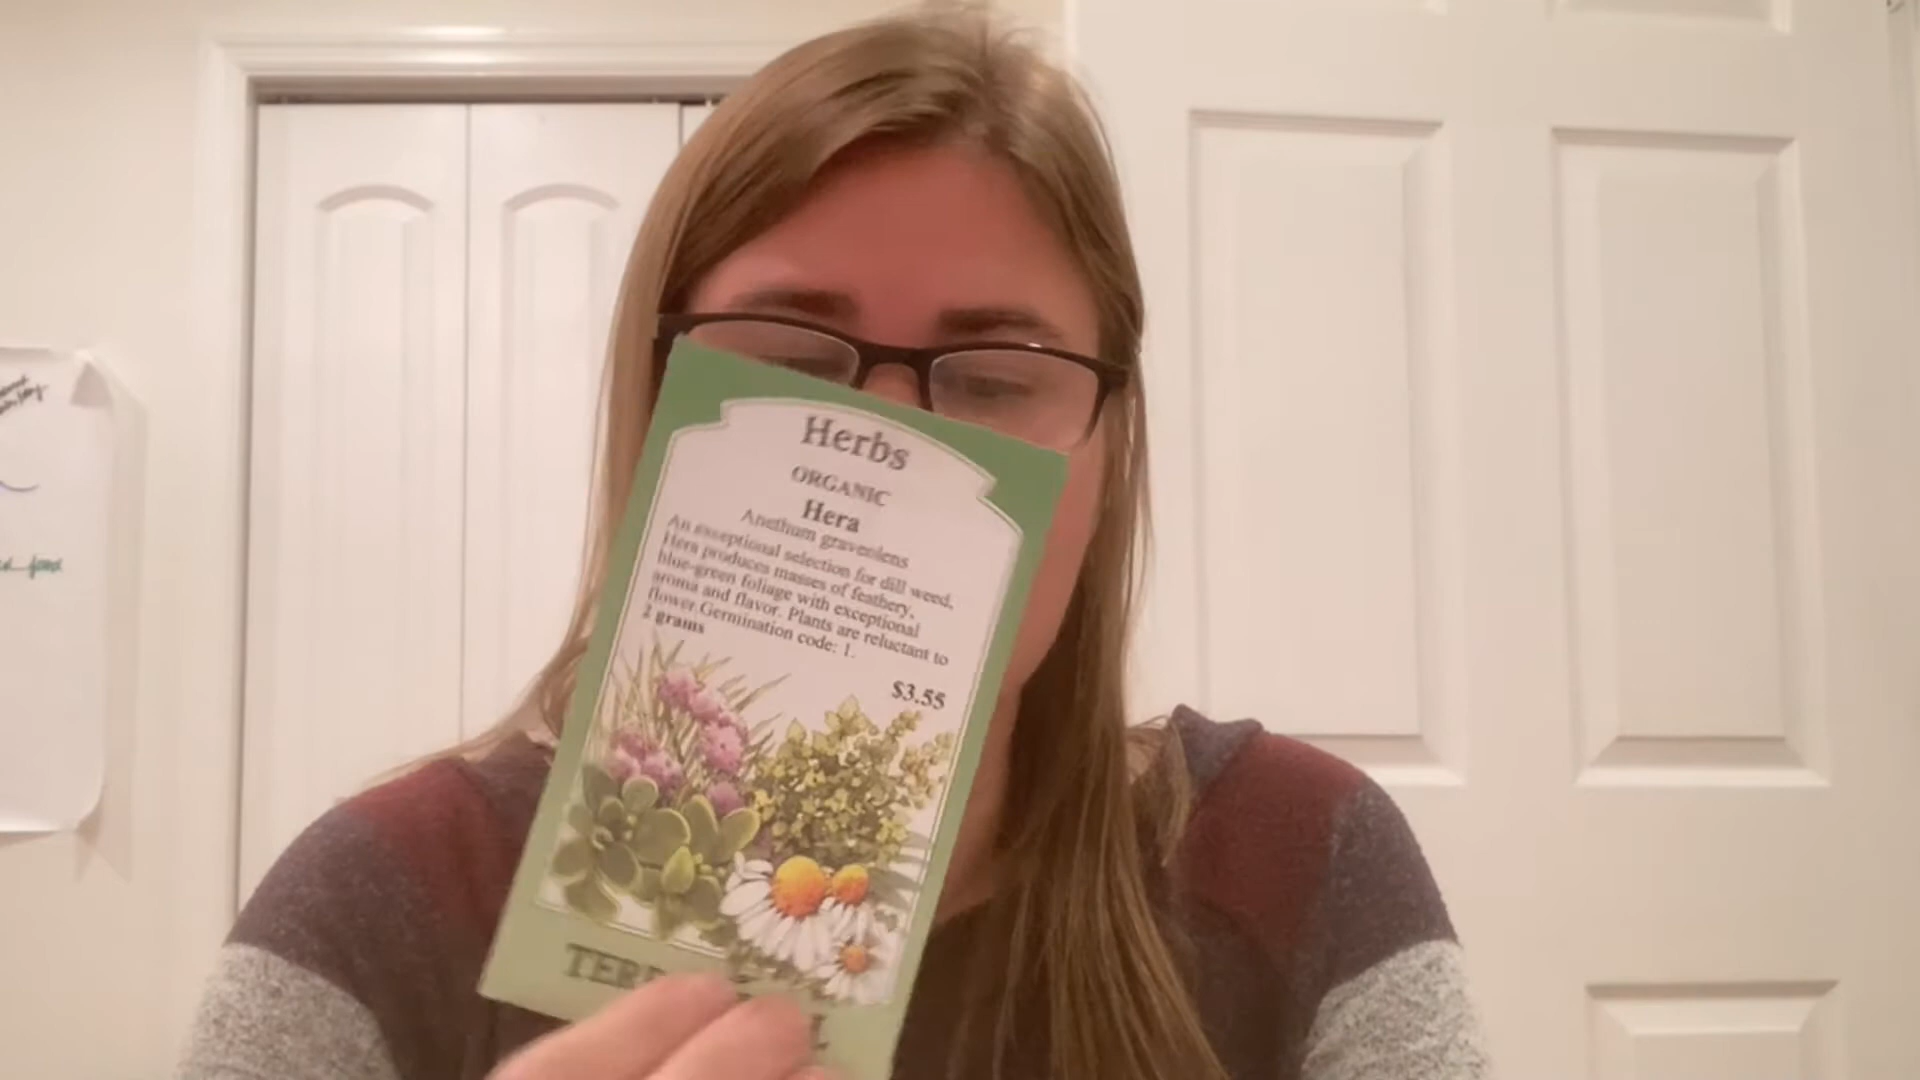 Herbs
ORGANIC
Hera
Anethum graveolens
An exceptional selection for dill weed,
Hera produces masses of feathery,
blue-green foliage with exceptional
aroma and flavor. Plants are reluctant to
flower. Germination code: 1.
2 grams
$3.55